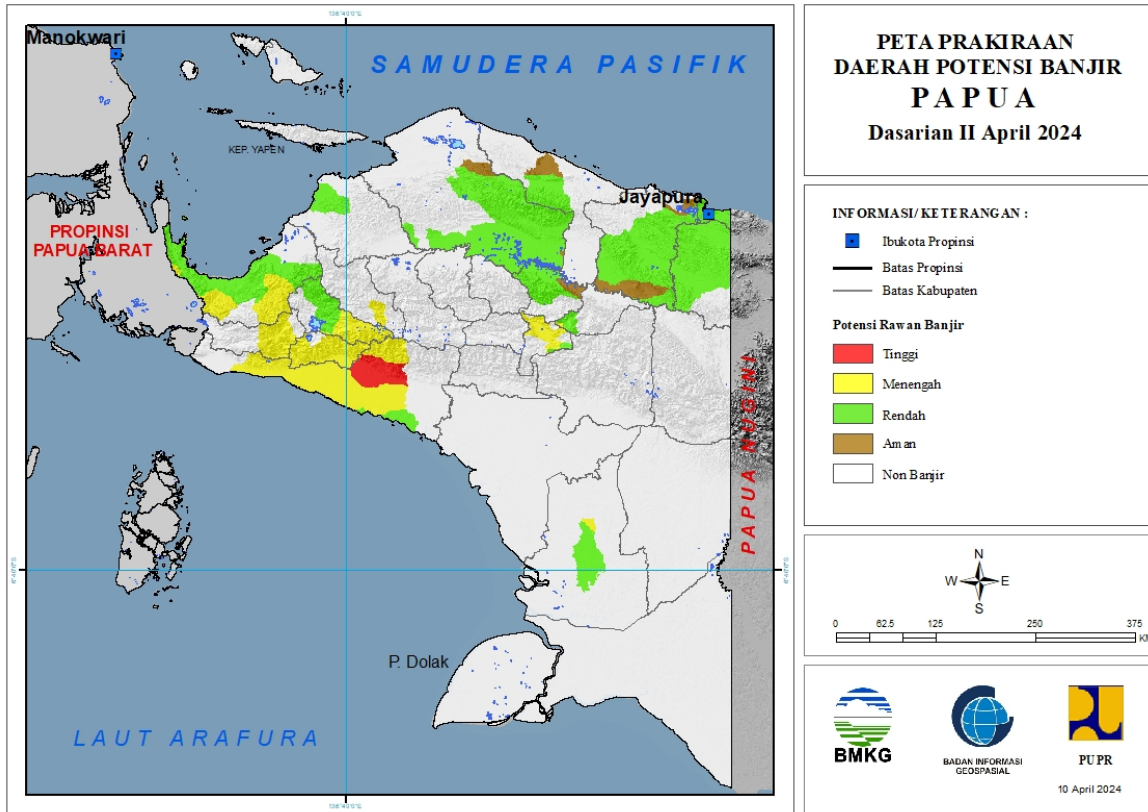 Manokwari
SAMUDERA PASIFIK
KEP. YAPEN
Jayapura
PROPINSI
PAPUA BARAT
PAPUA NUGINI
P. Dolak
LAUT ARAFURA
PETA PRAKIRAAN
DAERAH POTENSI BANJIR
PAPUA
Dasarian II April 2024
INFORMASI/ KETERANGAN :
Ibukota Propinsi
Batas Propinsi
Batas Kabupaten
Potensi Rawan Banjir
Tinggi
Menengah
Rendah
Aman
Non Banjir
N
W E
S
0 62.5 125 250 375
BMKG
BADAN INFORMASI
GEOSPASIAL
PUPR
10 April 2024